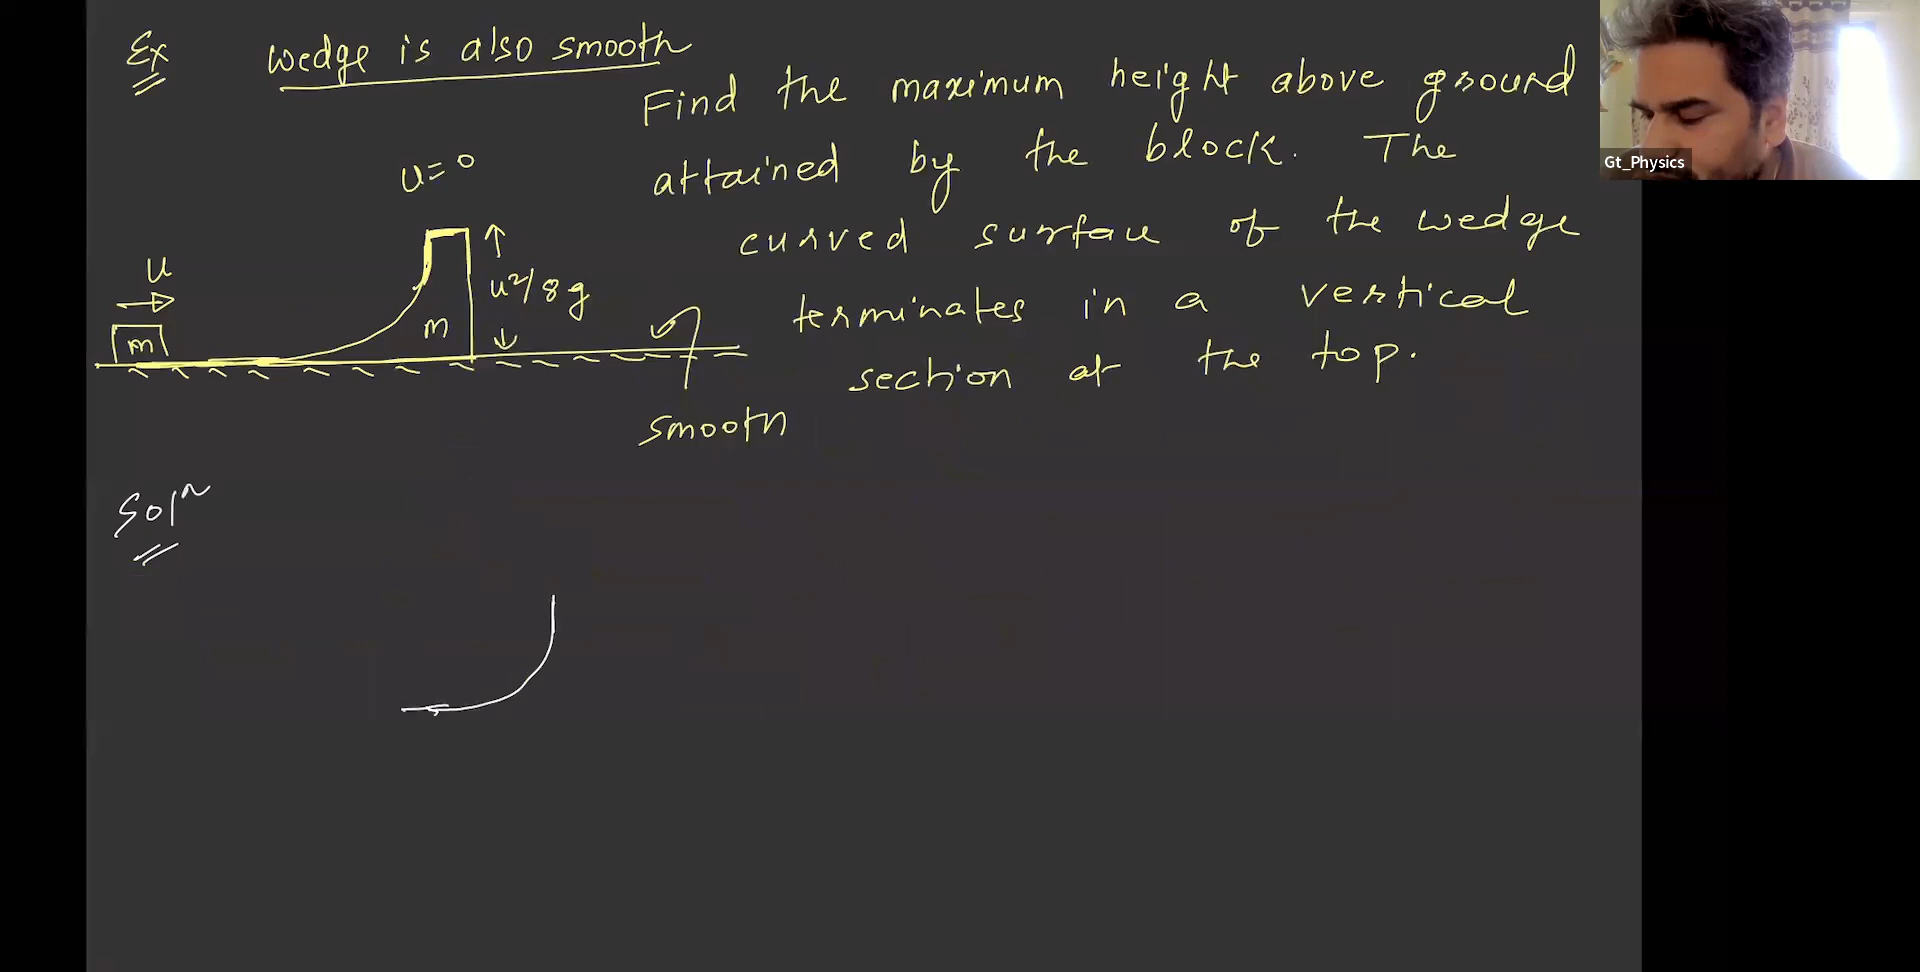 Ex wedge is also smooth
Find the maximum height above ground
attained by the block. The
curved surface of the wedge
terminates in a vertical
section at the top.
u = 0
u
m
m
u²/8g
smooth
Solⁿ
Gt_Physics